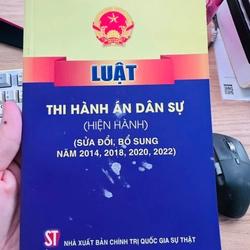 LUẬT
THI HÀNH ÁN DÂN SỰ
(HIỆN HÀNH)
(SỬA ĐỔI, BỔ SUNG
NĂM 2014, 2018, 2020, 2022)
ST NHÀ XUẤT BẢN CHÍNH TRỊ QUỐC GIA SỰ THẬT